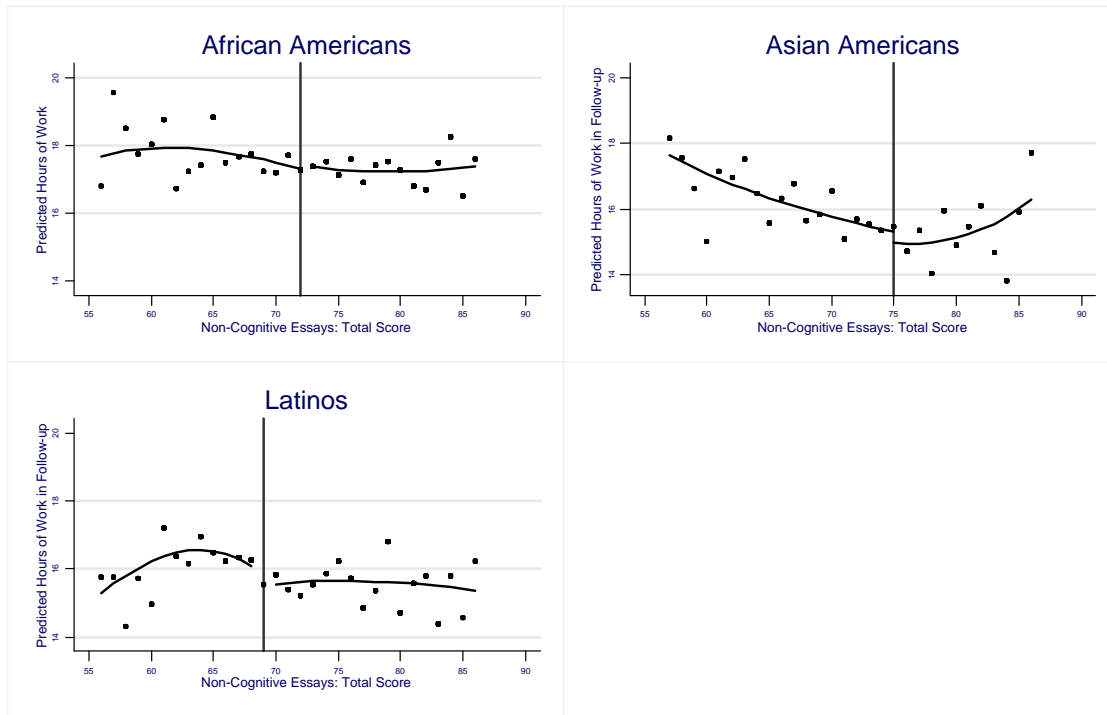 African Americans
Predicted Hours of Work
20
18
16
14
55 60 65 70 75 80 85 90
Non-Cognitive Essays: Total Score
Asian Americans
Predicted Hours of Work in Follow-up
20
18
16
14
55 60 65 70 75 80 85 90
Non-Cognitive Essays: Total Score
Latinos
Predicted Hours of Work in Follow-up
20
18
16
14
55 60 65 70 75 80 85 90
Non-Cognitive Essays: Total Score